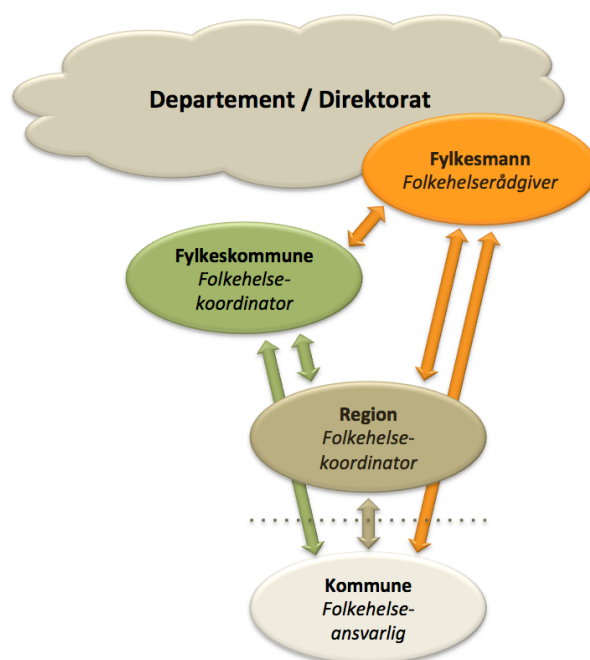 Departement / Direktorat
Fylkesmann
Folkehelserådgiver
Fylkeskommune
Folkehelse-
koordinator
Region
Folkehelse-
koordinator
Kommune
Folkehelse-
ansvarlig